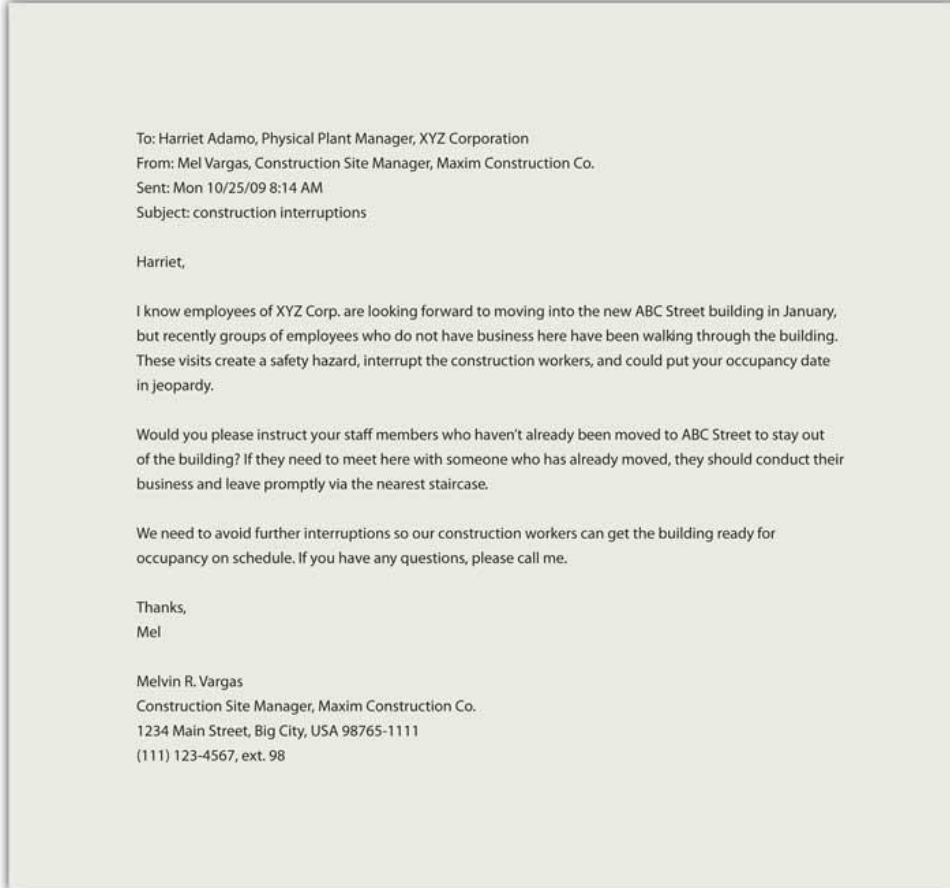 To: Harriet Adamo, Physical Plant Manager, XYZ Corporation
From: Mel Vargas, Construction Site Manager, Maxim Construction Co.
Sent: Mon 10/25/09 8:14 AM
Subject: construction interruptions
Harriet,
I know employees of XYZ Corp. are looking forward to moving into the new ABC Street building in January,
but recently groups of employees who do not have business here have been walking through the building.
These visits create a safety hazard, interrupt the construction workers, and could put your occupancy date
in jeopardy.
Would you please instruct your staff members who haven't already been moved to ABC Street to stay out
of the building? If they need to meet here with someone who has already moved, they should conduct their
business and leave promptly via the nearest staircase.
We need to avoid further interruptions so our construction workers can get the building ready for
occupancy on schedule. If you have any questions, please call me.
Thanks,
Mel
Melvin R. Vargas
Construction Site Manager, Maxim Construction Co.
1234 Main Street, Big City, USA 98765-1111
(111) 123-4567, ext. 98